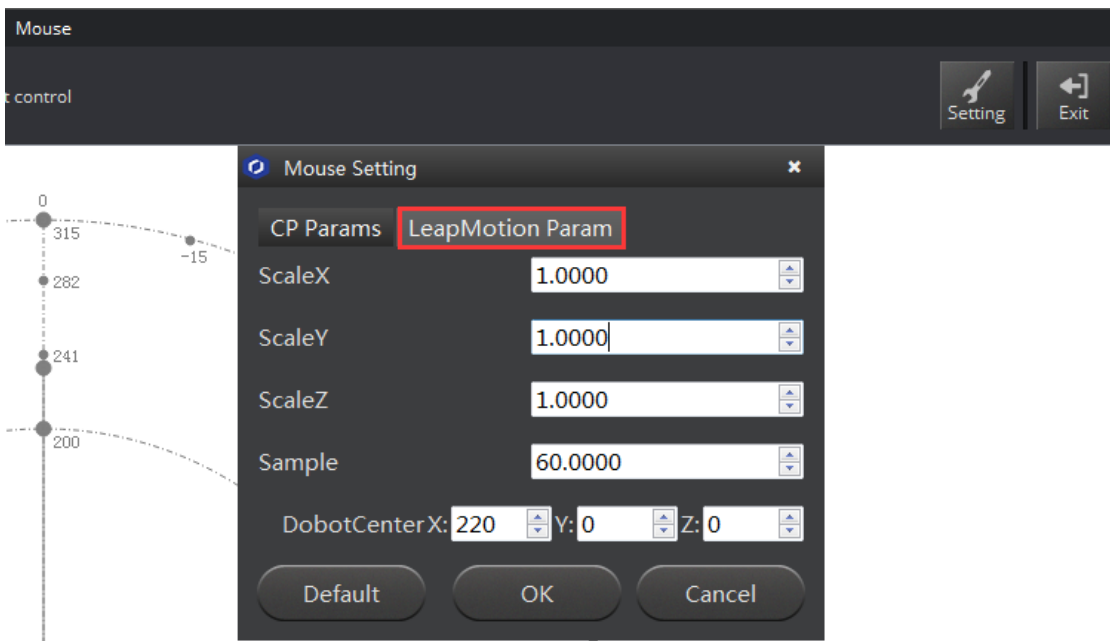 Mouse
t control
Setting
Exit
Mouse Setting
0
315
-15
282
241
200
CP Params LeapMotion Param
ScaleX 1.0000
ScaleY 1.0000
ScaleZ 1.0000
Sample 60.0000
DobotCenter X: 220 Y: 0 Z: 0
Default OK Cancel